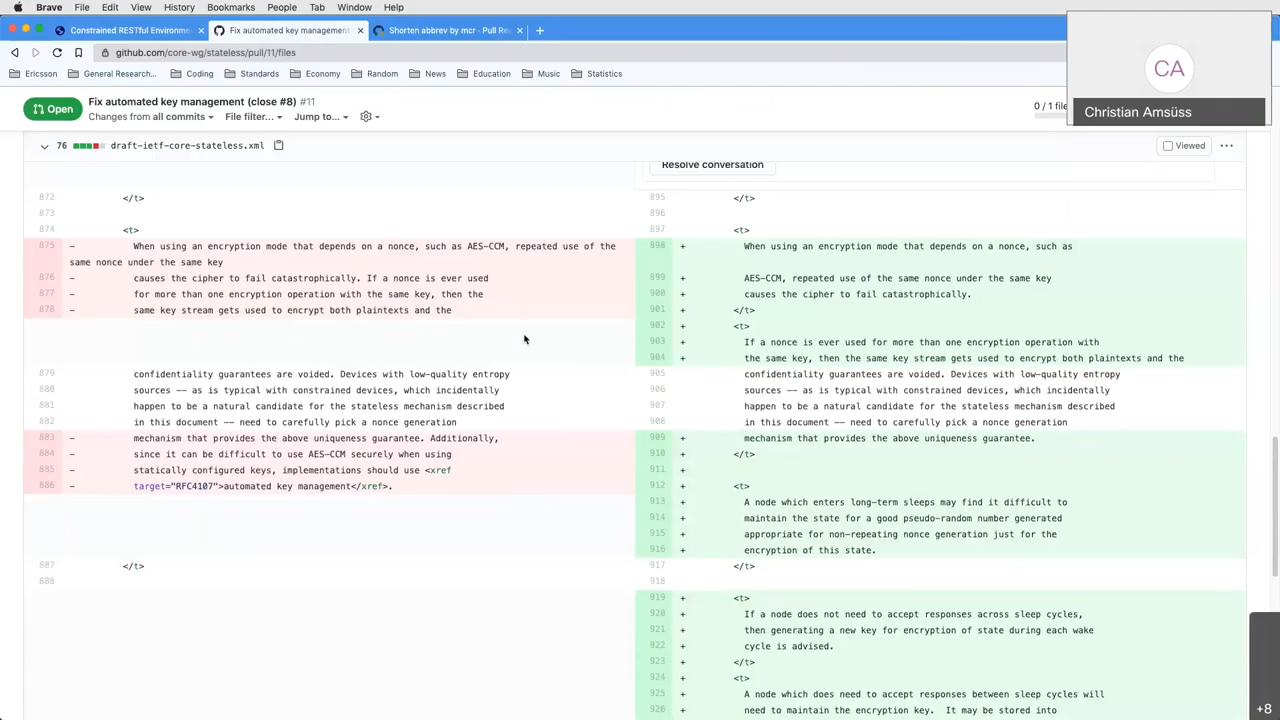 Brave File Edit View History Bookmarks People Tab Window Help
Constrained RESTful Environme × Fix automated key management × Shorten abbrev by mcr · Pull Re × +
github.com/core-wg/stateless/pull/11/files
Ericsson General Research... Coding Standards Economy Random News Education Music Statistics
CA
Christian Amsüss
Open Fix automated key management (close #8) #11
Changes from all commits File filter... Jump to...
0 / 1 file
76 draft-ietf-core-stateless.xml Viewed ...
Resolve conversation
872 </t>
873
874 <t>
875 - When using an encryption mode that depends on a nonce, such as AES-CCM, repeated use of the
same nonce under the same key
876 - causes the cipher to fail catastrophically. If a nonce is ever used
877 - for more than one encryption operation with the same key, then the
878 - same key stream gets used to encrypt both plaintexts and the
879 confidentiality guarantees are voided. Devices with low-quality entropy
880 sources -- as is typical with constrained devices, which incidentally
881 happen to be a natural candidate for the stateless mechanism described
882 in this document -- need to carefully pick a nonce generation
883 - mechanism that provides the above uniqueness guarantee. Additionally,
884 - since it can be difficult to use AES-CCM securely when using
885 - statically configured keys, implementations should use <xref
886 - target="RFC4107">automated key management</xref>.
887 </t>
888
895 </t>
896
897 <t>
898 + When using an encryption mode that depends on a nonce, such as
899 + AES-CCM, repeated use of the same nonce under the same key
900 + causes the cipher to fail catastrophically.
901 + </t>
902 + <t>
903 + If a nonce is ever used for more than one encryption operation with
904 + the same key, then the same key stream gets used to encrypt both plaintexts and the
905 confidentiality guarantees are voided. Devices with low-quality entropy
906 sources -- as is typical with constrained devices, which incidentally
907 happen to be a natural candidate for the stateless mechanism described
908 in this document -- need to carefully pick a nonce generation
909 + mechanism that provides the above uniqueness guarantee.
910 + </t>
911 +
912 + <t>
913 + A node which enters long-term sleeps may find it difficult to
914 + maintain the state for a good pseudo-random number generated
915 + appropriate for non-repeating nonce generation just for the
916 + encryption of this state.
917 </t>
918
919 + <t>
920 + If a node does not need to accept responses across sleep cycles,
921 + then generating a new key for encryption of state during each wake
922 + cycle is advised.
923 + </t>
924 + <t>
925 + A node which does need to accept responses between sleep cycles will
926 + need to maintain the encryption key. It may be stored into
+8